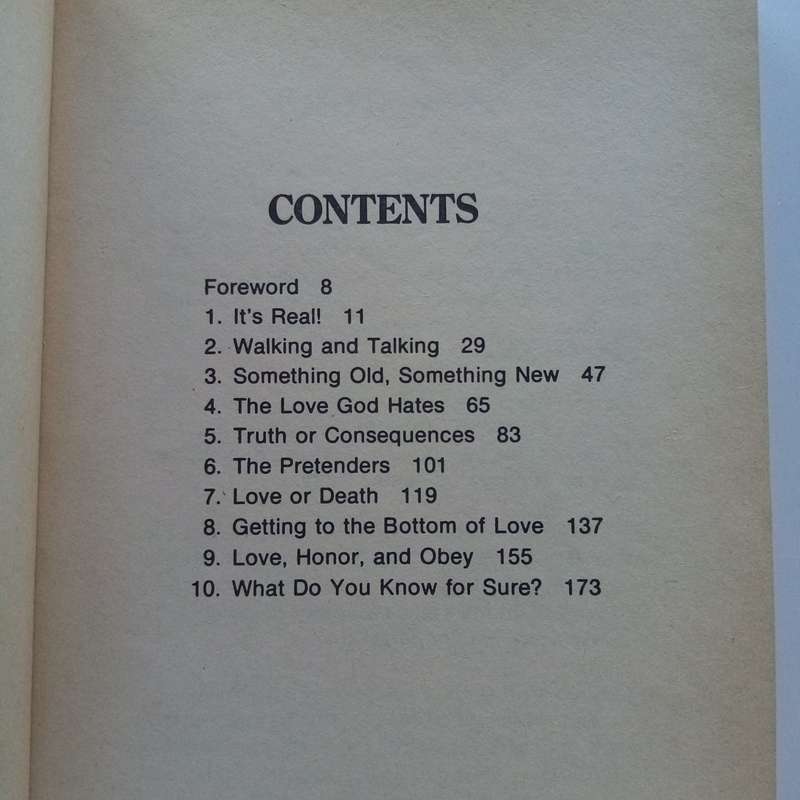 CONTENTS
Foreword 8
1. It's Real! 11
2. Walking and Talking 29
3. Something Old, Something New 47
4. The Love God Hates 65
5. Truth or Consequences 83
6. The Pretenders 101
7. Love or Death 119
8. Getting to the Bottom of Love 137
9. Love, Honor, and Obey 155
10. What Do You Know for Sure? 173